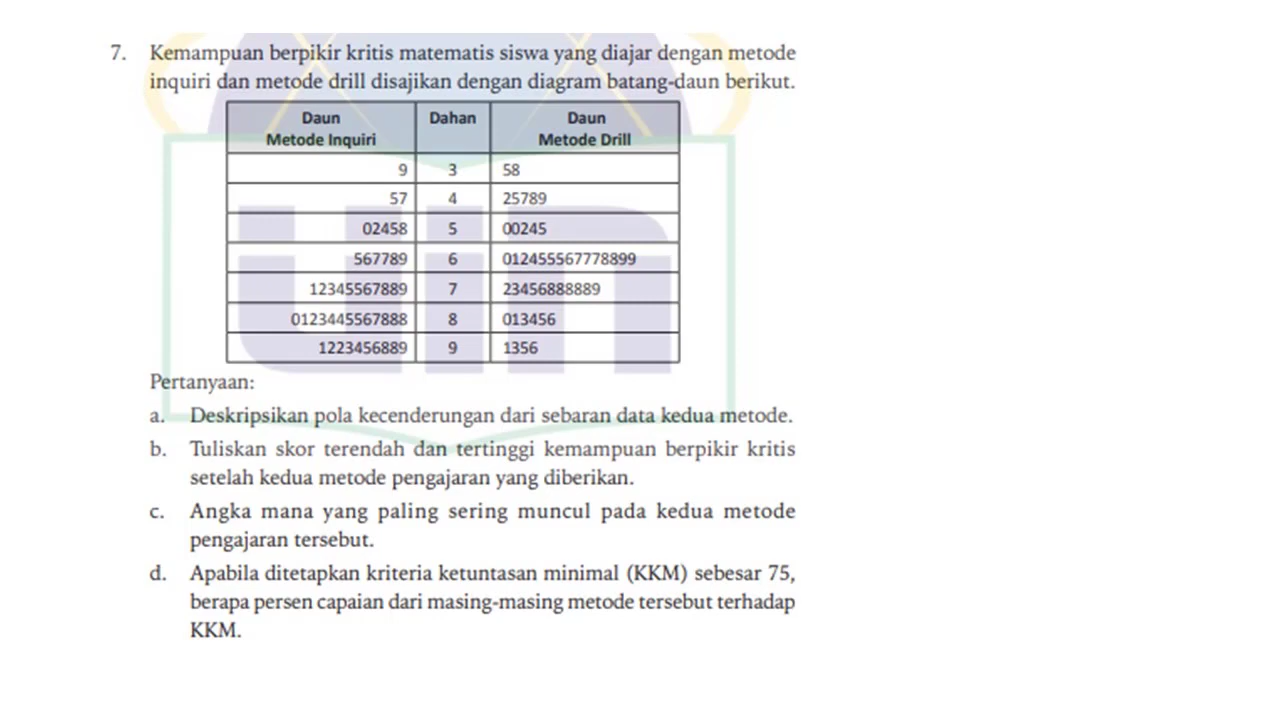 7. Kemampuan berpikir kritis matematis siswa yang diajar dengan metode
inquiri dan metode drill disajikan dengan diagram batang-daun berikut.
Daun Metode Inquiri Dahan Daun Metode Drill
9 3 58
57 4 25789
02458 5 00245
567789 6 012455567778899
12345567889 7 23456888889
0123445567888 8 013456
1223456889 9 1356
Pertanyaan:
a. Deskripsikan pola kecenderungan dari sebaran data kedua metode.
b. Tuliskan skor terendah dan tertinggi kemampuan berpikir kritis
setelah kedua metode pengajaran yang diberikan.
c. Angka mana yang paling sering muncul pada kedua metode
pengajaran tersebut.
d. Apabila ditetapkan kriteria ketuntasan minimal (KKM) sebesar 75,
berapa persen capaian dari masing-masing metode tersebut terhadap
KKM.